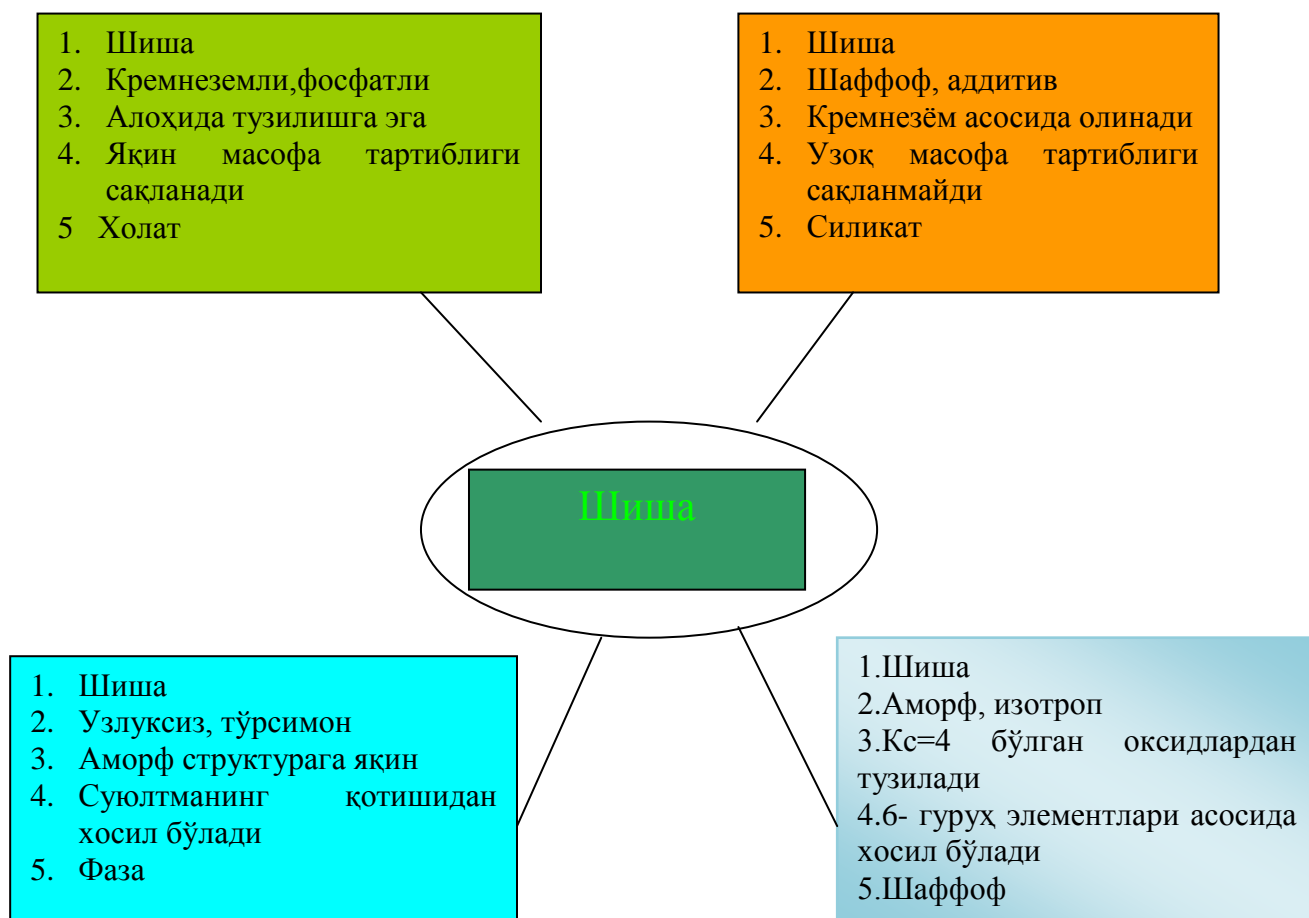 1. Шиша
2. Кремнеземли,фосфатли
3. Алоҳида тузилишга эга
4. Яқин масофа тартиблиги
сақланади
5 Холат
1. Шиша
2. Шаффоф, аддитив
3. Кремнезём асосида олинади
4. Узоқ масофа тартиблиги
сақланмайди
5. Силикат
Шиша
1. Шиша
2. Узлуксиз, тўрсимон
3. Аморф структурага яқин
4. Суюлтманинг қотишидан
хосил бўлади
5. Фаза
1.Шиша
2.Аморф, изотроп
3.Кс=4 бўлган оксидлардан
тузилади
4.6- гуруҳ элементлари асосида
хосил бўлади
5.Шаффоф